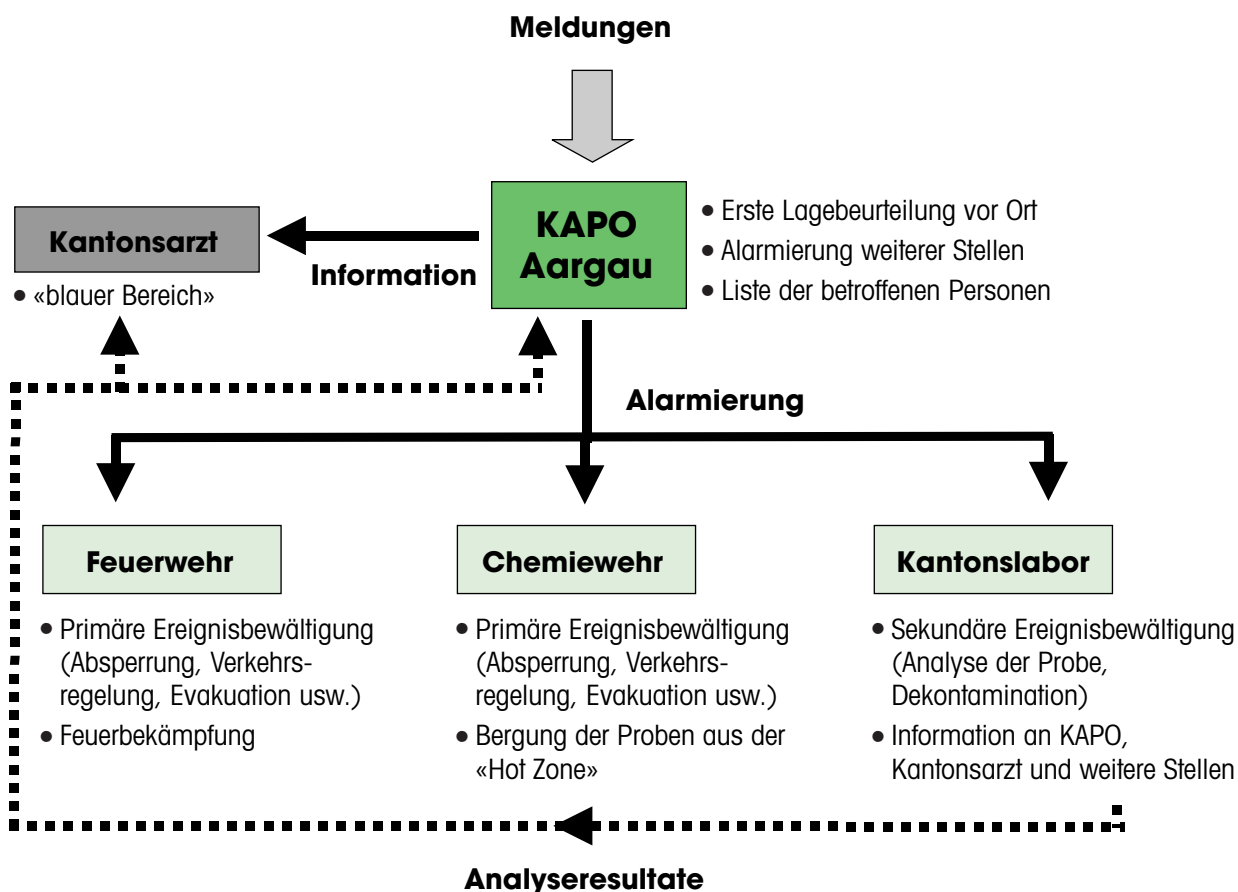 Meldungen
KAPO
Aargau
• Erste Lagebeurteilung vor Ort
• Alarmierung weiterer Stellen
• Liste der betroffenen Personen
Kantonsarzt
• «blauer Bereich»
Information
Alarmierung
Feuerwehr
• Primäre Ereignisbewältigung
(Absperrung, Verkehrs-
regelung, Evakuation usw.)
• Feuerbekämpfung
Chemiewehr
• Primäre Ereignisbewältigung
(Absperrung, Verkehrs-
regelung, Evakuation usw.)
• Bergung der Proben aus der
«Hot Zone»
Kantonslabor
• Sekundäre Ereignisbewältigung
(Analyse der Probe,
Dekontamination)
• Information an KAPO,
Kantonsarzt und weitere Stellen
Analyseresultate